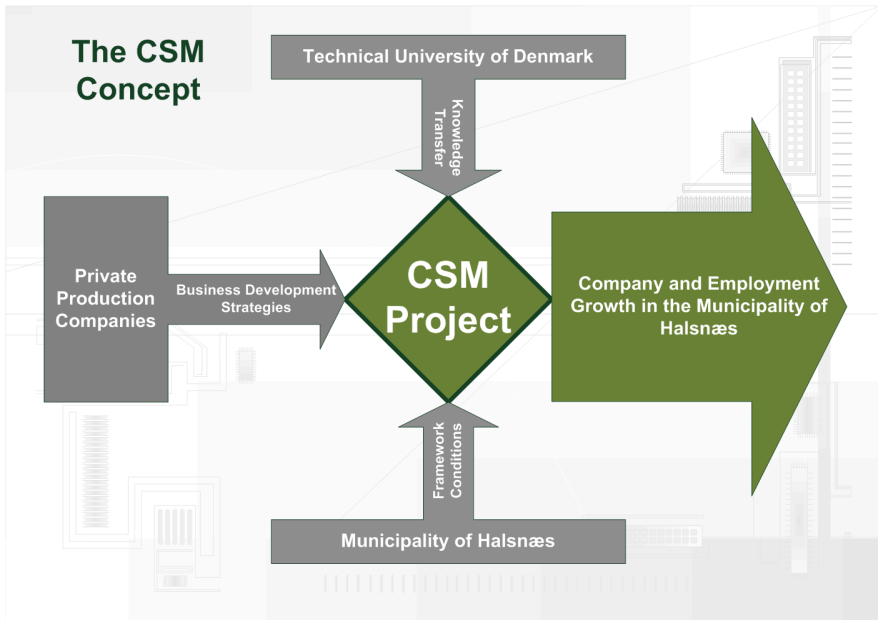 The CSM
Concept
Technical University of Denmark
Knowledge
Transfer
Private
Production
Companies
Business Development
Strategies
CSM
Project
Company and Employment
Growth in the Municipality of
Halsnæs
Framework
Conditions
Municipality of Halsnæs